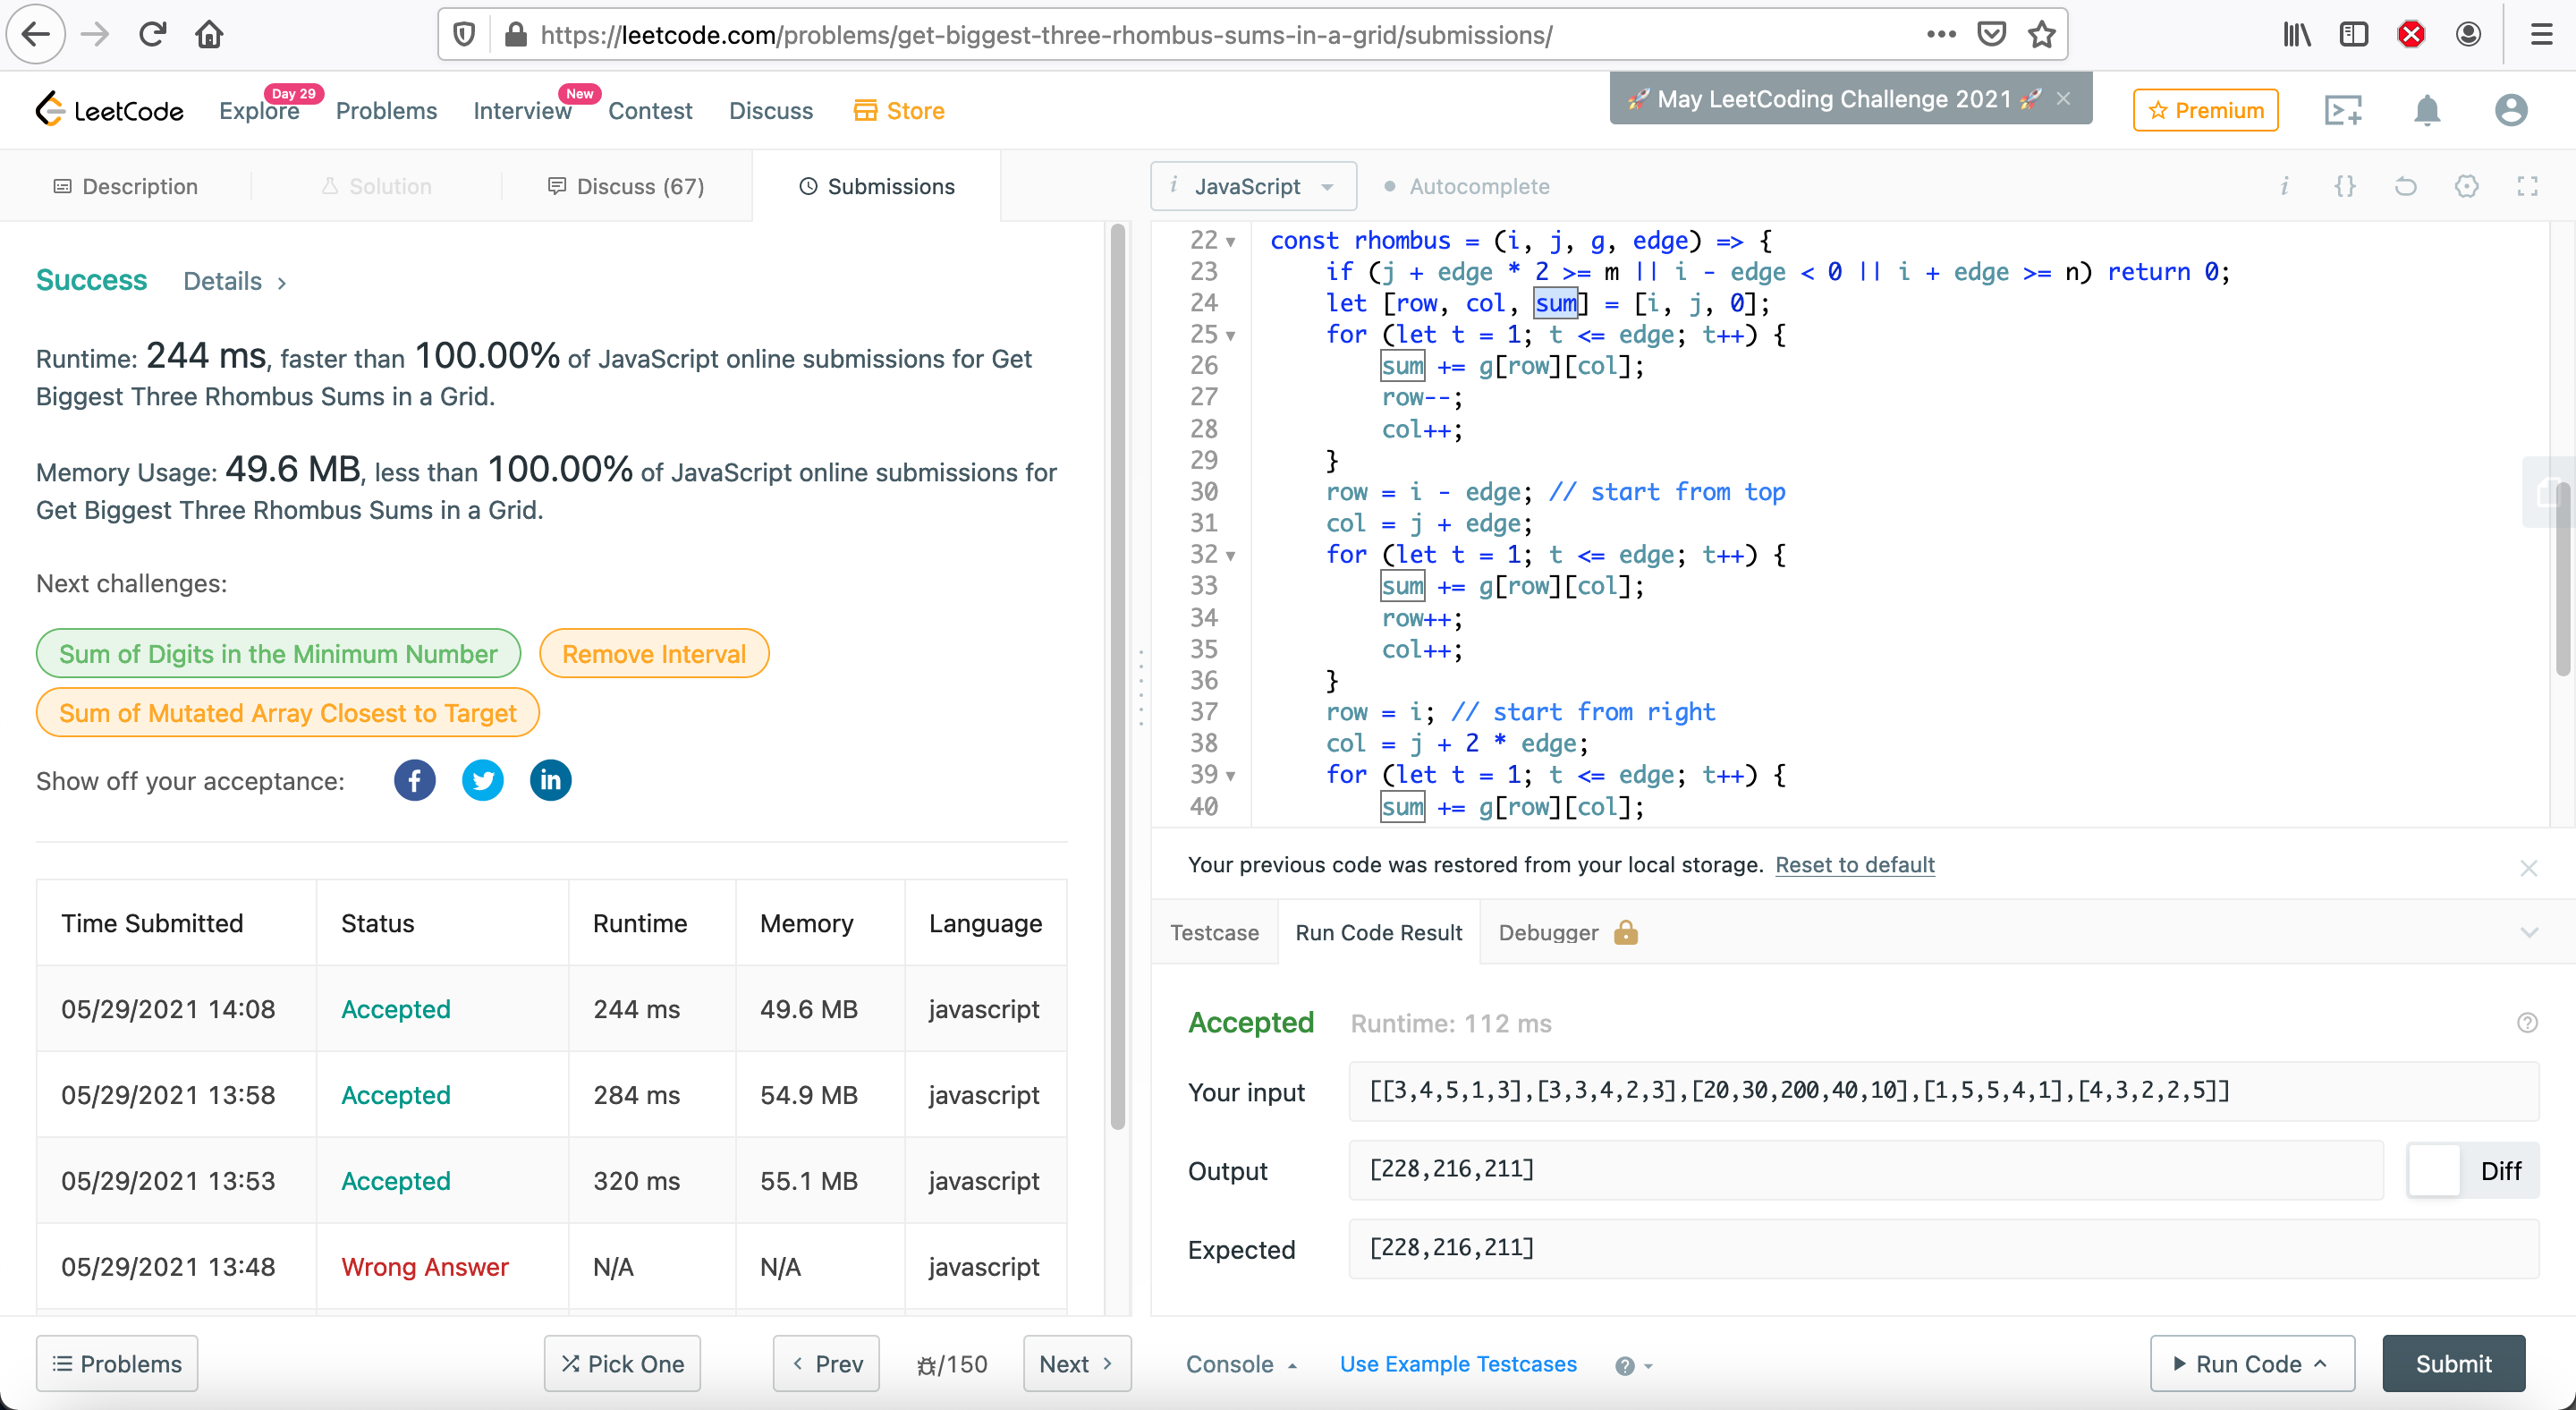 https://leetcode.com/problems/get-biggest-three-rhombus-sums-in-a-grid/submissions/
LeetCode
Explore
Day 29
Problems
Interview
New
Contest
Discuss
Store
🚀 May LeetCoding Challenge 2021 🚀
Premium
Description
Solution
Discuss (67)
Submissions
Success Details >
Runtime: 244 ms, faster than 100.00% of JavaScript online submissions for Get
Biggest Three Rhombus Sums in a Grid.
Memory Usage: 49.6 MB, less than 100.00% of JavaScript online submissions for
Get Biggest Three Rhombus Sums in a Grid.
Next challenges:
Sum of Digits in the Minimum Number
Remove Interval
Sum of Mutated Array Closest to Target
Show off your acceptance:
Time Submitted Status Runtime Memory Language
05/29/2021 14:08 Accepted 244 ms 49.6 MB javascript
05/29/2021 13:58 Accepted 284 ms 54.9 MB javascript
05/29/2021 13:53 Accepted 320 ms 55.1 MB javascript
05/29/2021 13:48 Wrong Answer N/A N/A javascript
Problems
Pick One
Prev
/150
Next
i JavaScript
Autocomplete
22 const rhombus = (i, j, g, edge) => {
23 if (j + edge * 2 >= m || i - edge < 0 || i + edge >= n) return 0;
24 let [row, col, sum] = [i, j, 0];
25 for (let t = 1; t <= edge; t++) {
26 sum += g[row][col];
27 row--;
28 col++;
29 }
30 row = i - edge; // start from top
31 col = j + edge;
32 for (let t = 1; t <= edge; t++) {
33 sum += g[row][col];
34 row++;
35 col++;
36 }
37 row = i; // start from right
38 col = j + 2 * edge;
39 for (let t = 1; t <= edge; t++) {
40 sum += g[row][col];
Your previous code was restored from your local storage. Reset to default
Testcase
Run Code Result
Debugger
Accepted Runtime: 112 ms
Your input [[3,4,5,1,3],[3,3,4,2,3],[20,30,200,40,10],[1,5,5,4,1],[4,3,2,2,5]]
Output [228,216,211] Diff
Expected [228,216,211]
Console
Use Example Testcases
Run Code
Submit